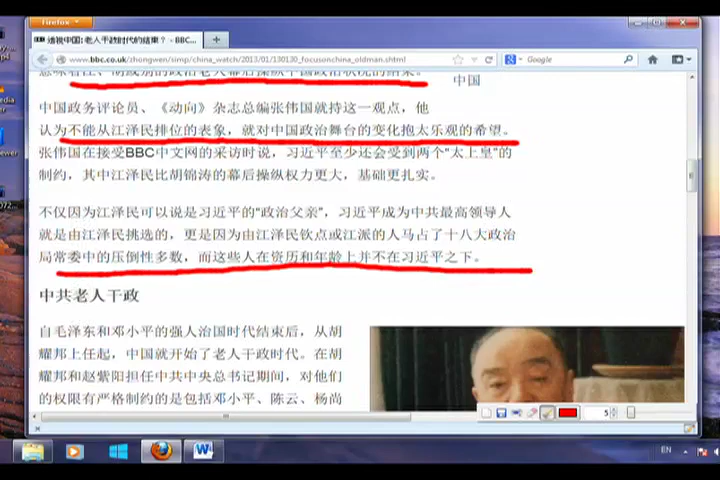 Firefox
透视中国:老人干政时代的结束? - BBC...
www.bbc.co.uk/zhongwen/simp/china_watch/2013/01/130130_focusonchina_oldman.shtml
Google
中国
中国政务评论员、《动向》杂志总编张伟国就持这一观点，他
认为不能从江泽民排位的表象，就对中国政治舞台的变化抱太乐观的希望。
张伟国在接受BBC中文网的采访时说，习近平至少还会受到两个"太上皇"的
制约，其中江泽民比胡锦涛的幕后操纵权力更大，基础更扎实。
不仅因为江泽民可以说是习近平的"政治父亲"，习近平成为中共最高领导人
就是由江泽民挑选的，更是因为由江泽民钦点或江派的人马占了十八大政治
局常委中的压倒性多数，而这些人在资历和年龄上并不在习近平之下。
中共老人干政
自毛泽东和邓小平的强人治国时代结束后，从胡
耀邦上任起，中国就开始了老人干政时代。在胡
耀邦和赵紫阳担任中共中央总书记期间，对他们
的权限有严格制约的是包括邓小平、陈云、杨尚
5
EN